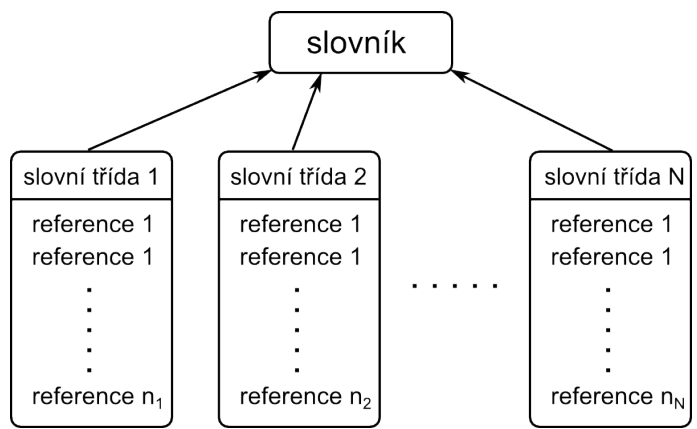 slovník
slovní třída 1
reference 1
reference 1
reference n₁
slovní třída 2
reference 1
reference 1
reference n₂
. . . . .
slovní třída N
reference 1
reference 1
reference nN